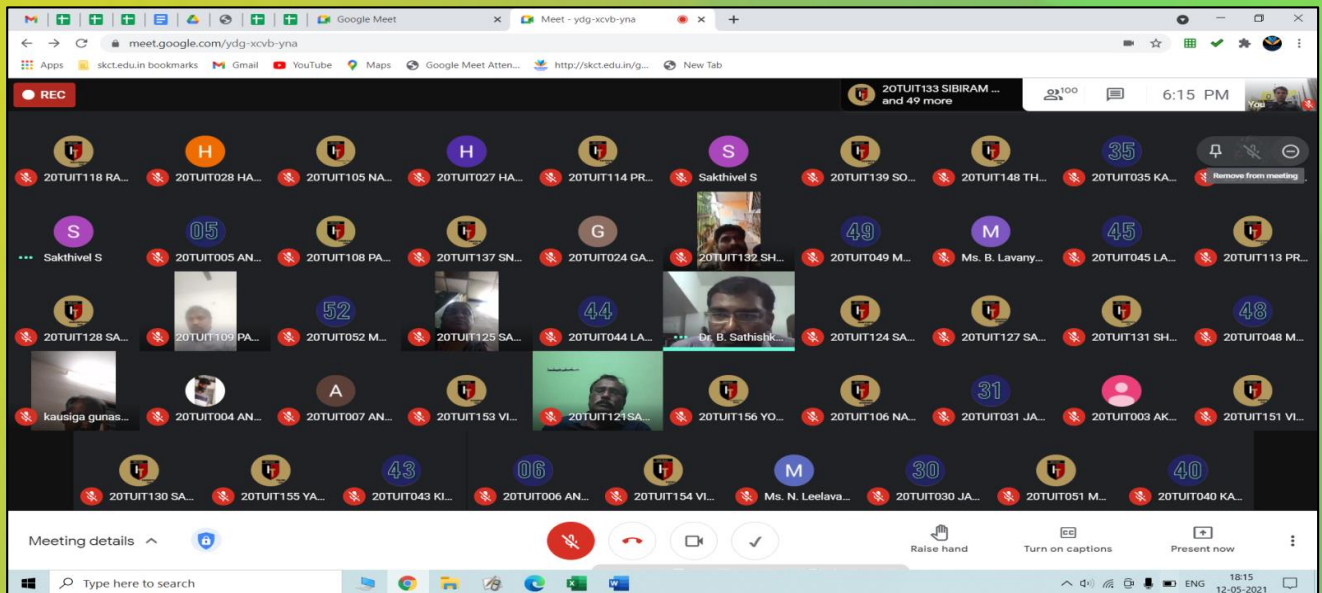 Google Meet
Meet - ydg-xcvb-yna
meet.google.com/ydg-xcvb-yna
Apps skct.edu.in bookmarks Gmail YouTube Maps Google Meet Atten... http://skct.edu.in/g... New Tab
REC
20TUIT133 SIBIRAM ...
and 49 more
100
6:15 PM
You
H H S 35
Remove from meeting
20TUIT118 RA... 20TUIT028 HA... 20TUIT105 NA... 20TUIT027 HA... 20TUIT114 PR... Sakthivel S 20TUIT139 SO... 20TUIT148 TH... 20TUIT035 KA...
S 05 G 49 M 45
Sakthivel S 20TUIT005 AN... 20TUIT108 PA... 20TUIT137 SN... 20TUIT024 GA... 20TUIT132 SH... 20TUIT049 M... Ms. B. Lavany... 20TUIT045 LA... 20TUIT113 PR...
52 44 48
20TUIT128 SA... 20TUIT109 PA... 20TUIT052 M... 20TUIT125 SA... 20TUIT044 LA... Dr. B. Sathishk... 20TUIT124 SA... 20TUIT127 SA... 20TUIT131 SH... 20TUIT048 M...
A 31
kausiga gunas... 20TUIT004 AN... 20TUIT007 AN... 20TUIT153 VI... 20TUIT121SA... 20TUIT156 YO... 20TUIT106 NA... 20TUIT031 JA... 20TUIT003 AK... 20TUIT151 VI...
43 06 M 30 40
20TUIT130 SA... 20TUIT155 YA... 20TUIT043 KI... 20TUIT006 AN... 20TUIT154 VI... Ms. N. Leelava... 20TUIT030 JA... 20TUIT051 M... 20TUIT040 KA...
Meeting details
Raise hand
CC
Turn on captions
Present now
Type here to search
ENG
18:15
12-05-2021